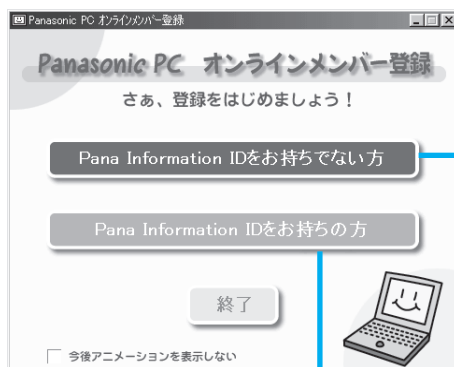 Panasonic PC オンラインメンバー登録
Panasonic PC オンラインメンバー登録
さぁ、登録をはじめましょう！
Pana Information IDをお持ちでない方
Pana Information IDをお持ちの方
終了
今後アニメーションを表示しない